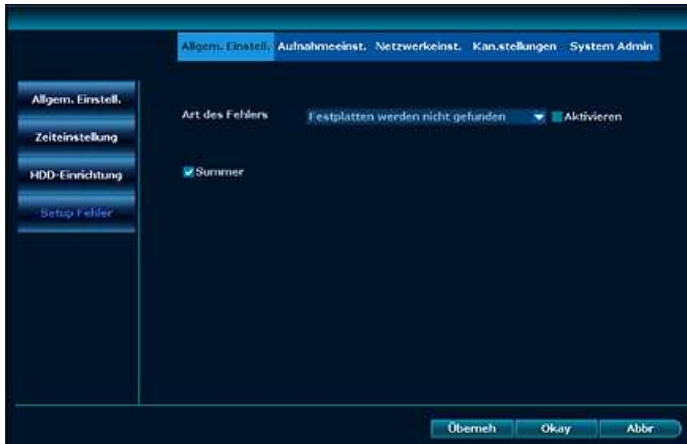 Allgem. Einstell. Aufnahmeeinst. Netzwerkeinst. Kan.stellungen System Admin
Allgem. Einstell.
Art des Fehlers Festplatten werden nicht gefunden Aktivieren
Zeiteinstellung
HDD-Einrichtung
Summer
Setup Fehler
Überneh Okay Abbr